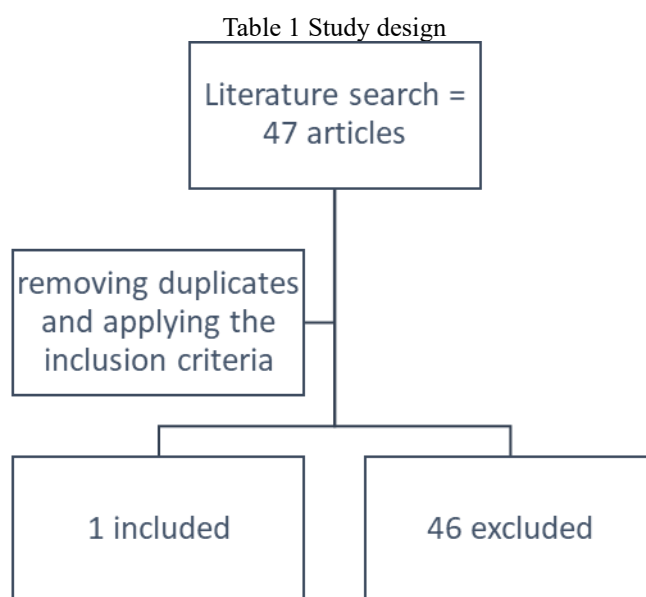 Table 1 Study design
Literature search =
47 articles
removing duplicates
and applying the
inclusion criteria
1 included
46 excluded